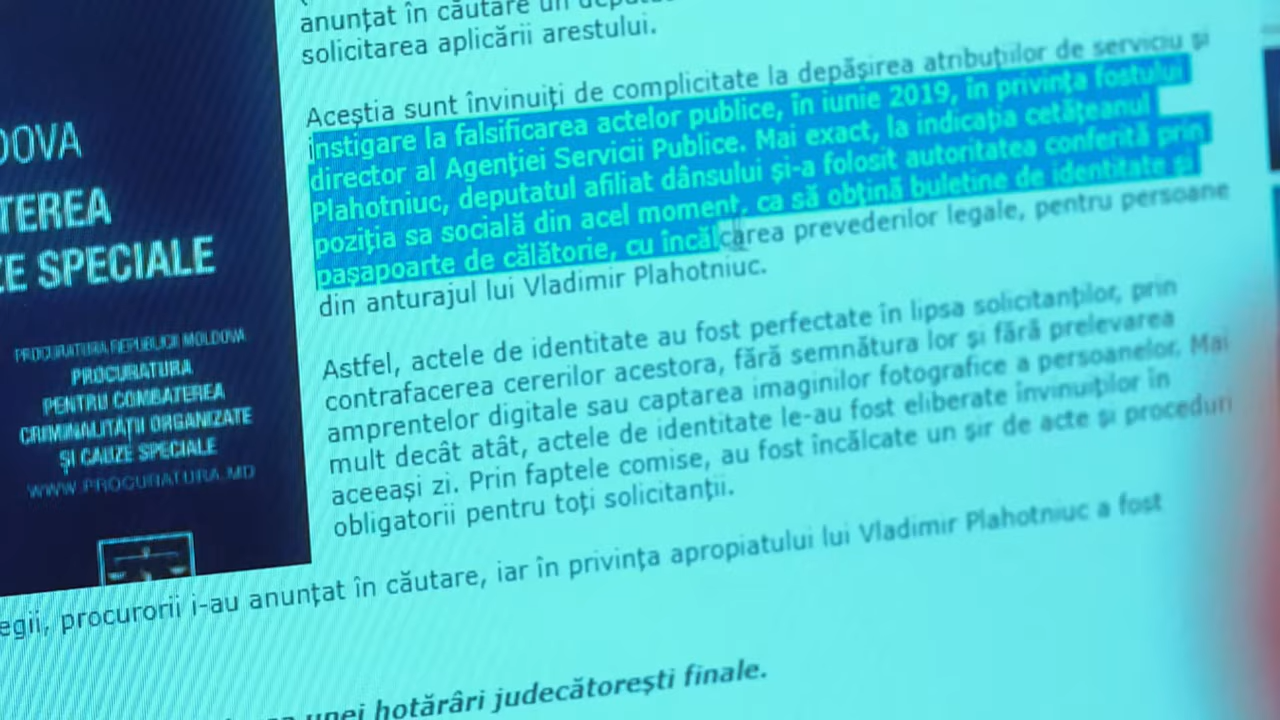 DOVA
TEREA
ZE SPECIALE
PROCURATURA REPUBLICII MOLDOVA
PROCURATURA
PENTRU COMBATEREA
CRIMINALITĂȚII ORGANIZATE
ȘI CAUZE SPECIALE
WWW.PROCURATURA.MD
anunțat în căutare un
solicitarea aplicării arestului.
Aceștia sunt învinuiți de complicitate la depășirea atribuțiilor de serviciu și
instigare la falsificarea actelor publice, în iunie 2019, în privința fostului
director al Agenției Servicii Publice. Mai exact, la indicația cetățeanul
Plahotniuc, deputatul afiliat dânsului și-a folosit autoritatea conferită prin
poziția sa socială din acel moment, ca să obțină buletine de identitate și
pașapoarte de călătorie, cu încălcarea prevederilor legale, pentru persoane
din anturajul lui Vladimir Plahotniuc.
Astfel, actele de identitate au fost perfectate în lipsa solicitanților, prin
contrafacerea cererilor acestora, fără semnătura lor și fără prelevarea
amprentelor digitale sau captarea imaginilor fotografice a persoanelor. Mai
mult decât atât, actele de identitate le-au fost eliberate învinuiților în
aceeași zi. Prin faptele comise, au fost încălcate un șir de acte și proceduri
obligatorii pentru toți solicitanții.
egii, procurorii i-au anunțat în căutare, iar în privința apropiatului lui Vladimir Plahotniuc a fost
unei hotărâri judecătorești finale.